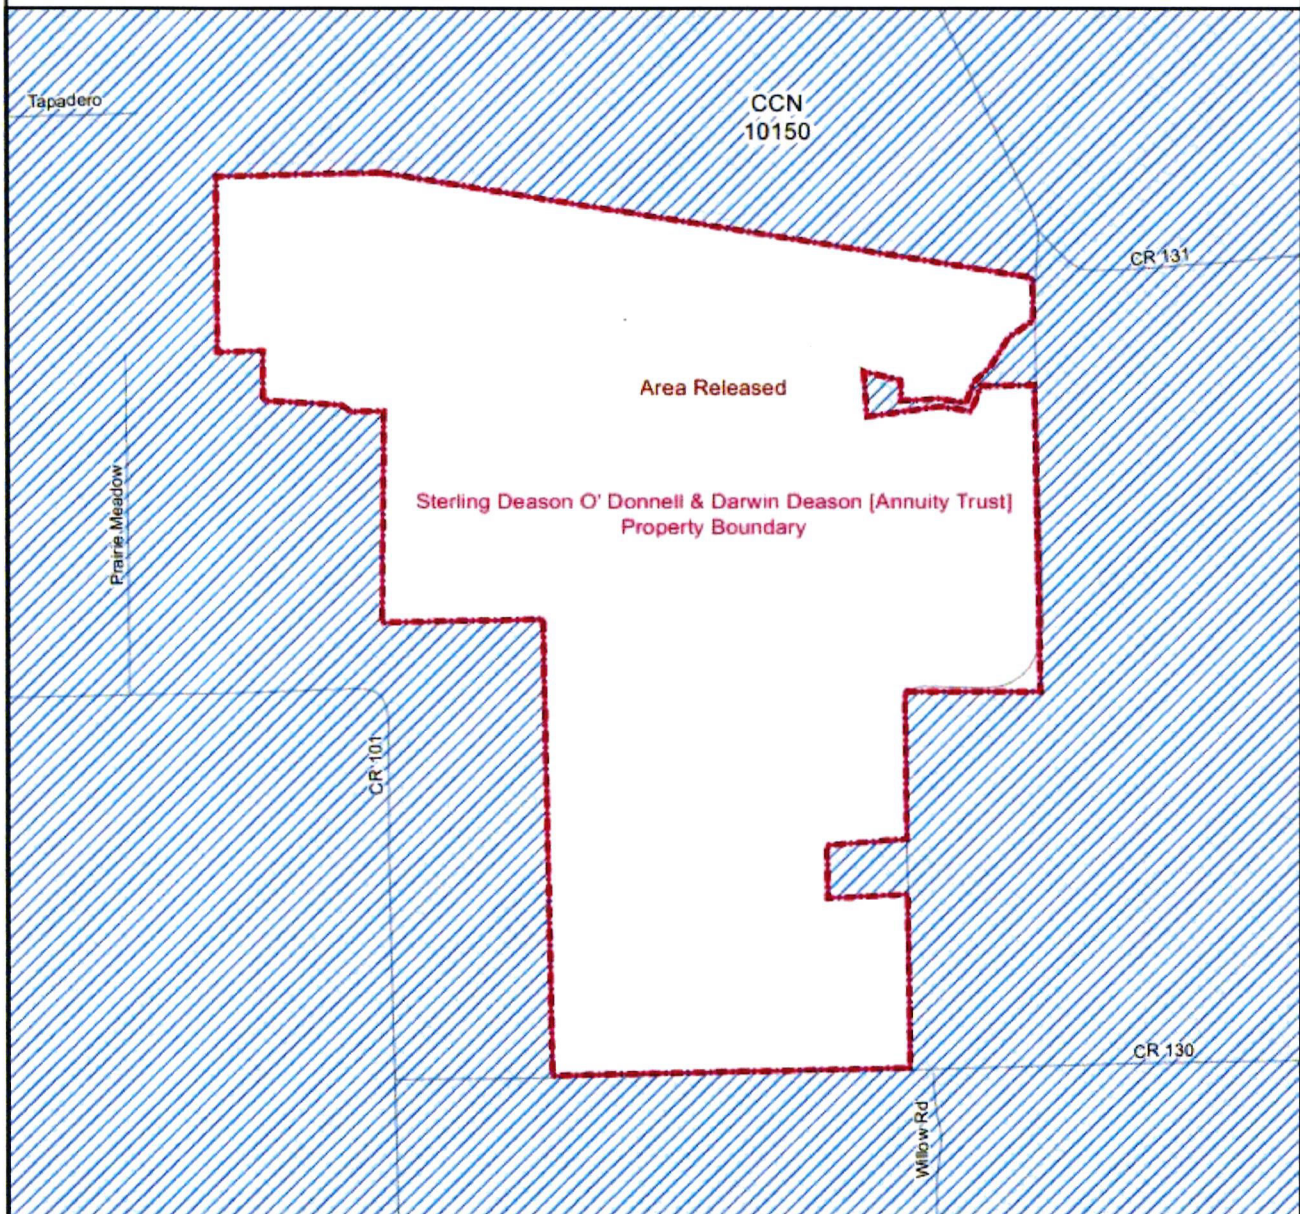 Tapadero
CCN
10150
CR 131
Area Released
Sterling Deason O' Donnell & Darwin Deason [Annuity Trust]
Property Boundary
Prairie Meadow
CR 101
CR 130
Willow Rd